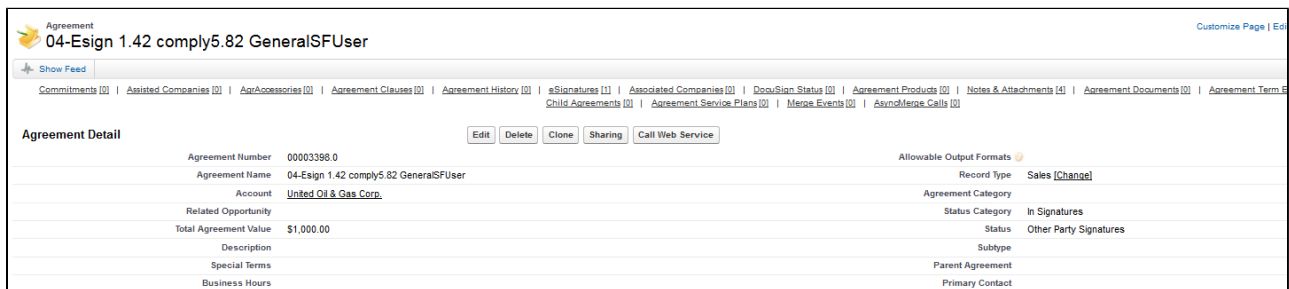 Agreement
04-Esign 1.42 comply5.82 GeneralSFUser
Customize Page | Edi
Show Feed
Commitments [0] | Assisted Companies [0] | AgrAccessories [0] | Agreement Clauses [0] | Agreement History [0] | eSignatures [1] | Associated Companies [0] | DocuSign Status [0] | Agreement Products [0] | Notes & Attachments [4] | Agreement Documents [0] | Agreement Term E
Child Agreements [0] | Agreement Service Plans [0] | Merge Events [0] | AsyncMerge Calls [0]
Agreement Detail Edit Delete Clone Sharing Call Web Service
Agreement Number 00003398.0 Allowable Output Formats
Agreement Name 04-Esign 1.42 comply5.82 GeneralSFUser Record Type Sales [Change]
Account United Oil & Gas Corp. Agreement Category
Related Opportunity Status Category In Signatures
Total Agreement Value $1,000.00 Status Other Party Signatures
Description Subtype
Special Terms Parent Agreement
Business Hours Primary Contact